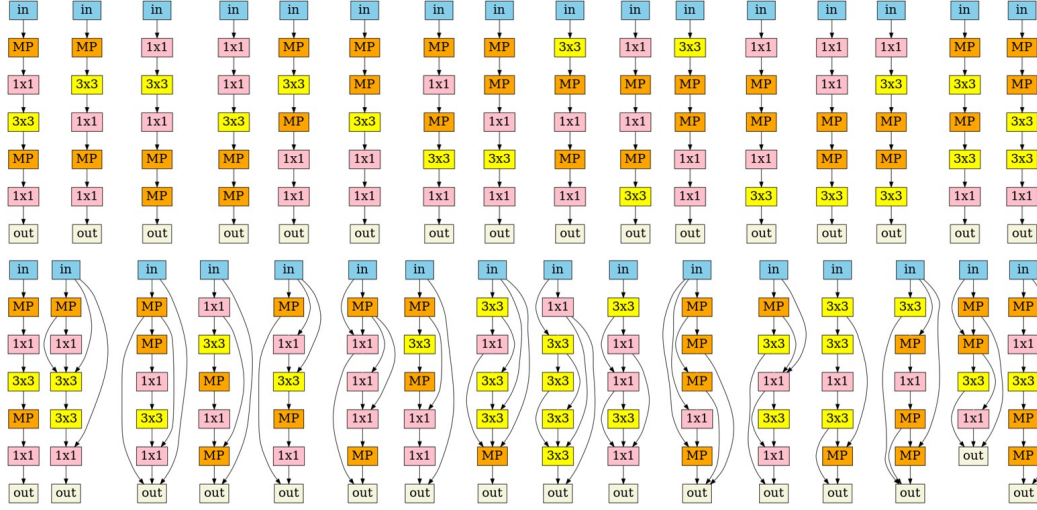 in in in in in in in in in in in in in in in in
MP MP 1x1 1x1 MP MP MP MP 3x3 1x1 3x3 1x1 1x1 1x1 MP MP
1x1 3x3 3x3 1x1 3x3 MP 1x1 MP MP MP MP MP 1x1 3x3 3x3 MP
3x3 1x1 1x1 3x3 MP 3x3 MP 1x1 1x1 1x1 MP MP MP MP MP 3x3
MP 1x1 MP MP 1x1 1x1 3x3 3x3 MP MP 1x1 1x1 MP MP 3x3 3x3
1x1 1x1 MP MP 1x1 1x1 1x1 1x1 1x1 3x3 1x1 3x3 3x3 3x3 1x1 1x1
out out out out out out out out out out out out out out out out
in in in in in in in in in in in in in in in in
MP MP MP 1x1 MP MP MP 3x3 1x1 3x3 MP MP 3x3 3x3 MP MP
1x1 1x1 MP 3x3 1x1 1x1 3x3 1x1 3x3 1x1 MP 3x3 3x3 MP MP 1x1
3x3 3x3 1x1 MP 3x3 1x1 MP 3x3 3x3 1x1 MP 1x1 1x1 1x1 3x3 3x3
MP 3x3 3x3 1x1 MP 1x1 1x1 3x3 3x3 3x3 1x1 3x3 3x3 MP 1x1 MP
1x1 1x1 1x1 MP 1x1 MP 1x1 MP 3x3 1x1 MP 1x1 MP MP out MP
out out out out out out out out out out out out out out out